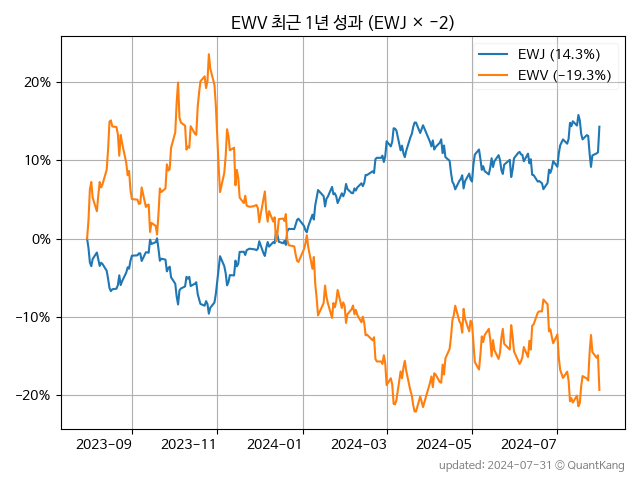 EWV 최근 1년 성과 (EWJ × −2)
EWJ (14.3%)
EWV (−19.3%)
20%
10%
0%
−10%
−20%
2023−09
2023−11
2024−01
2024−03
2024−05
2024−07
updated: 2024-07-31 © QuantKang